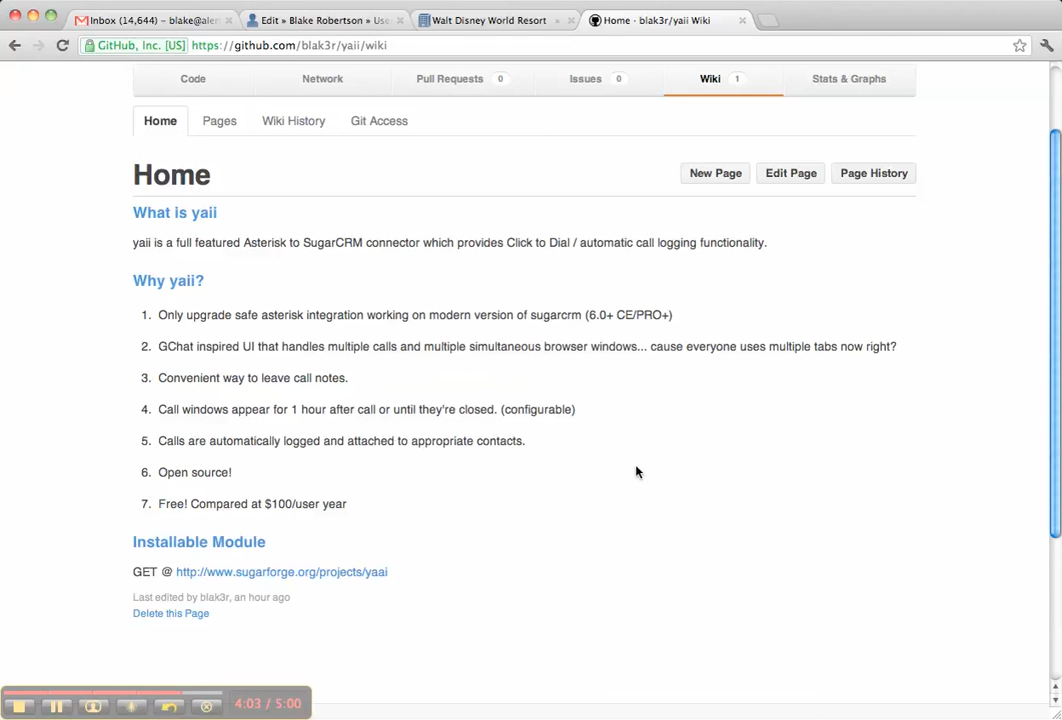 Inbox (14,644) – blake@aler
Edit » Blake Robertson » Use
Walt Disney World Resort »
Home · blak3r/yaii Wiki
GitHub, Inc. [US] https://github.com/blak3r/yaii/wiki
Code Network Pull Requests 0 Issues 0 Wiki 1 Stats & Graphs
Home Pages Wiki History Git Access
Home
New Page Edit Page Page History
What is yaii
yaii is a full featured Asterisk to SugarCRM connector which provides Click to Dial / automatic call logging functionality.
Why yaii?
1. Only upgrade safe asterisk integration working on modern version of sugarcrm (6.0+ CE/PRO+)
2. GChat inspired UI that handles multiple calls and multiple simultaneous browser windows... cause everyone uses multiple tabs now right?
3. Convenient way to leave call notes.
4. Call windows appear for 1 hour after call or until they're closed. (configurable)
5. Calls are automatically logged and attached to appropriate contacts.
6. Open source!
7. Free! Compared at $100/user year
Installable Module
GET @ http://www.sugarforge.org/projects/yaai
Last edited by blak3r, an hour ago
Delete this Page
4:03 / 5:00